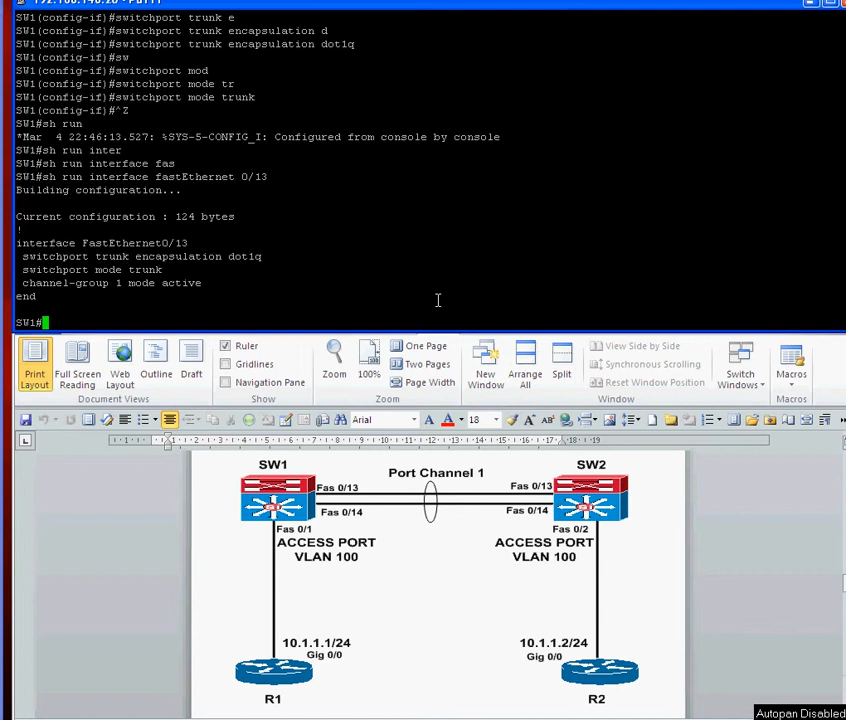 SW1(config-if)#switchport trunk e
SW1(config-if)#switchport trunk encapsulation d
SW1(config-if)#switchport trunk encapsulation dot1q
SW1(config-if)#sw
SW1(config-if)#switchport mod
SW1(config-if)#switchport mode tr
SW1(config-if)#switchport mode trunk
SW1(config-if)#^Z
SW1#sh run
*Mar  4 22:46:13.527: %SYS-5-CONFIG_I: Configured from console by console
SW1#sh run inter
SW1#sh run interface fas
SW1#sh run interface fastEthernet 0/13
Building configuration...
Current configuration : 124 bytes
!
interface FastEthernet0/13
switchport trunk encapsulation dot1q
switchport mode trunk
channel-group 1 mode active
end
SW1#
Print Layout
Full Screen Reading
Web Layout
Outline
Draft
Document Views
Ruler
Gridlines
Navigation Pane
Show
Zoom
100%
One Page
Two Pages
Page Width
Zoom
New Window
Arrange All
Split
View Side by Side
Synchronous Scrolling
Reset Window Position
Window
Switch Windows
Macros
Macros
Arial
18
SW1
Port Channel 1
SW2
Fas 0/13
Fas 0/13
Fas 0/14
Fas 0/14
Fas 0/1
Fas 0/2
ACCESS PORT
VLAN 100
ACCESS PORT
VLAN 100
10.1.1.1/24
Gig 0/0
10.1.1.2/24
Gig 0/0
R1
R2
Autopan Disabled